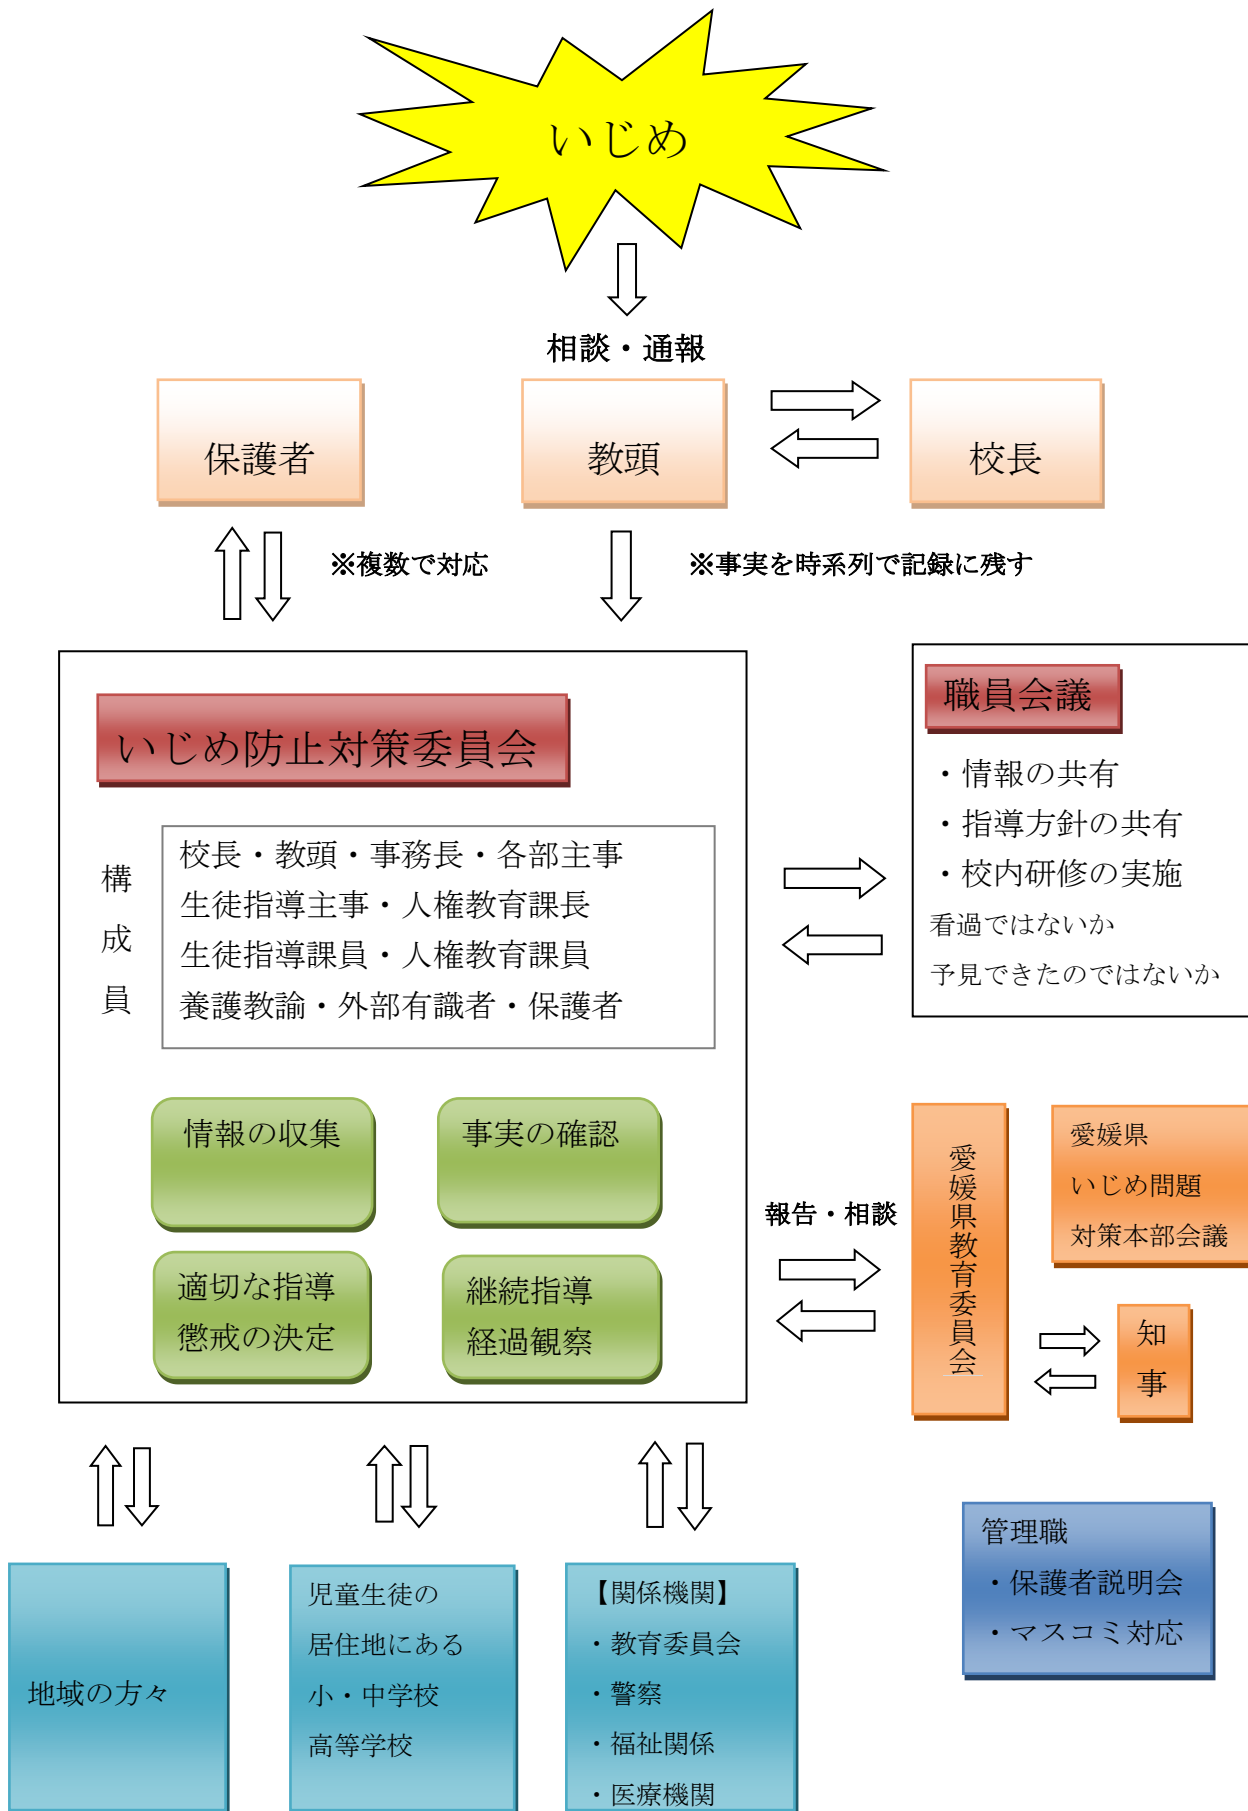 いじめ
相談・通報
保護者
教頭
校長
※複数で対応
※事実を時系列で記録に残す
いじめ防止対策委員会
構成員
校長・教頭・事務長・各部主事
生徒指導主事・人権教育課長
生徒指導課員・人権教育課員
養護教諭・外部有識者・保護者
情報の収集
事実の確認
適切な指導
懲戒の決定
継続指導
経過観察
職員会議
・情報の共有
・指導方針の共有
・校内研修の実施
看過ではないか
予見できたのではないか
報告・相談
愛媛県教育委員会
愛媛県
いじめ問題
対策本部会議
知事
管理職
・保護者説明会
・マスコミ対応
地域の方々
児童生徒の
居住地にある
小・中学校
高等学校
【関係機関】
・教育委員会
・警察
・福祉関係
・医療機関